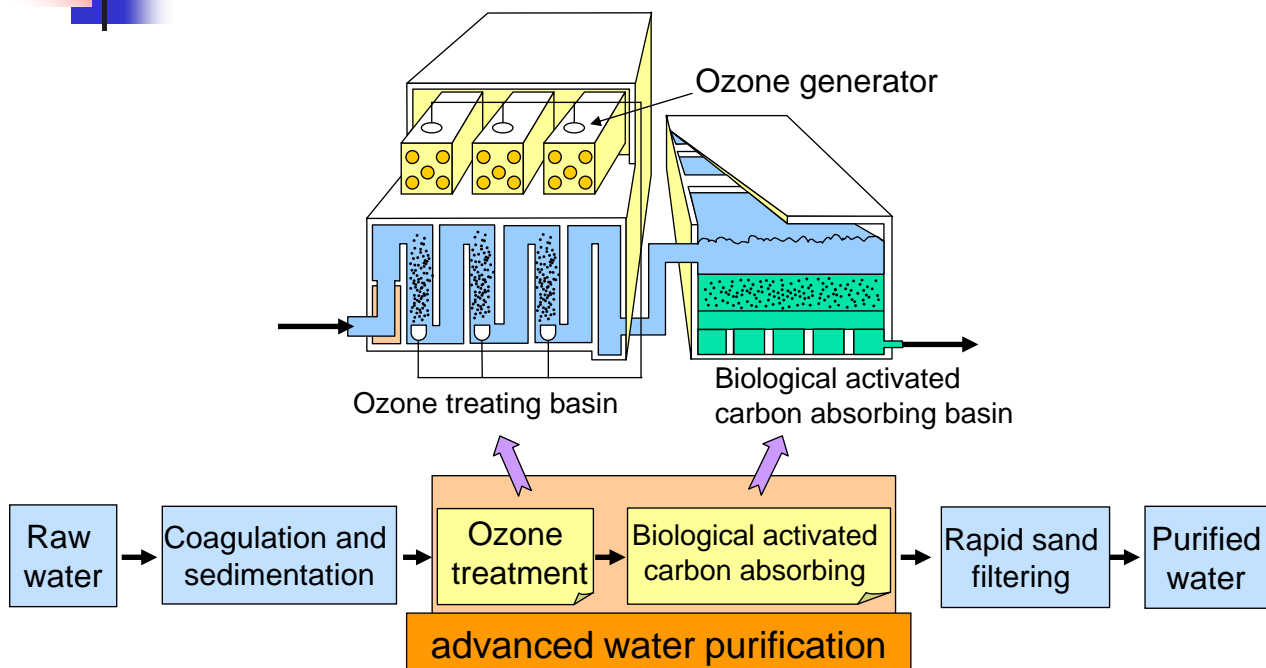 Ozone generator
Ozone treating basin
Biological activated
carbon absorbing basin
Raw
water
Coagulation and
sedimentation
Ozone
treatment
Biological activated
carbon absorbing
Rapid sand
filtering
Purified
water
advanced water purification